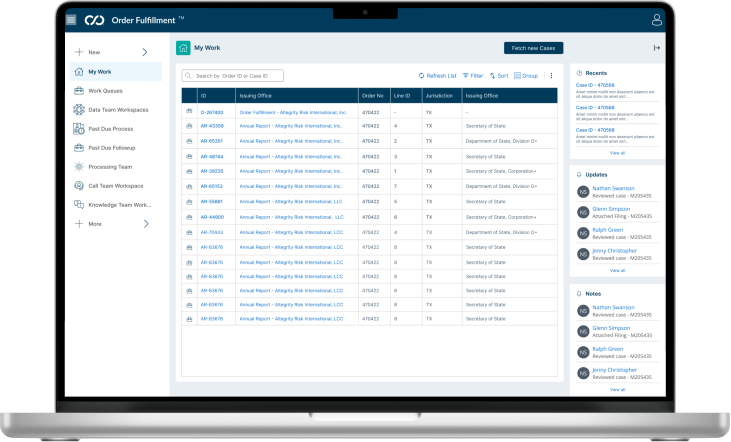 Order Fulfillment ™
New
My Work
Work Queues
Data Team Workspaces
Past Due Process
Past Due Followup
Processing Team
Call Team Workspace
Knowledge Team Work...
More
My Work
Fetch new Cases
Search by Order ID or Case ID
Refresh List Filter Sort Group
ID Issuing Office Order No Line ID Jurisdiction Issuing Office
O-267400 Order Fulfillment - Altegrity Risk International, Inc. 470422 – TX –
AR-43358 Annual Report - Altegrity Risk International, Inc. 470422 4 TX Secretary of State
AR-65351 Annual Report - Altegrity Risk International, Inc. 470422 2 TX Department of State, Division O+
AR-48744 Annual Report - Altegrity Risk International, Inc. 470422 3 TX Secretary of State
AR-39235 Annual Report - Altegrity Risk International, Inc. 470422 1 TX Secretary of State, Corporation+
AR-65153 Annual Report - Altegrity Risk International, Inc. 470422 7 TX Department of State, Division O+
AR-55881 Annual Report - Altegrity Risk International, LLC 470422 5 TX Secretary of State
AR-44900 Annual Report - Altegrity Risk International, LLC 470422 6 TX Secretary of State, Corporation+
AR-70443 Annual Report - Altegrity Risk International, LCC 470422 4 TX Department of State, Division O+
AR-83676 Annual Report - Altegrity Risk International, LCC 470422 8 TX Secretary of State
AR-83676 Annual Report - Altegrity Risk International, LCC 470422 8 TX Secretary of State
AR-83676 Annual Report - Altegrity Risk International, LCC 470422 8 TX Secretary of State
AR-83676 Annual Report - Altegrity Risk International, LCC 470422 8 TX Secretary of State
AR-83676 Annual Report - Altegrity Risk International, LCC 470422 8 TX Secretary of State
AR-83676 Annual Report - Altegrity Risk International, LCC 470422 8 TX Secretary of State
Recents
Case ID - 470568
Amet minim mollit non deserunt ullamco est
sit aliqua dolor do amet sint...
Case ID - 470568
Amet minim mollit non deserunt ullamco est
sit aliqua dolor do amet sint...
Case ID - 470568
Amet minim mollit non deserunt ullamco est
sit aliqua dolor do amet sint...
View all
Updates
NS Nathan Swanson
Reviewed case - M205435
NS Glenn Simpson
Attached Filing - M205435
NS Ralph Green
Reviewed case - M205435
NS Jenny Christopher
Reviewed case - M205435
View all
Notes
NS Nathan Swanson
Reviewed case - M205435
NS Glenn Simpson
Attached Filing - M205435
NS Ralph Green
Reviewed case - M205435
NS Jenny Christopher
Reviewed case - M205435
View all